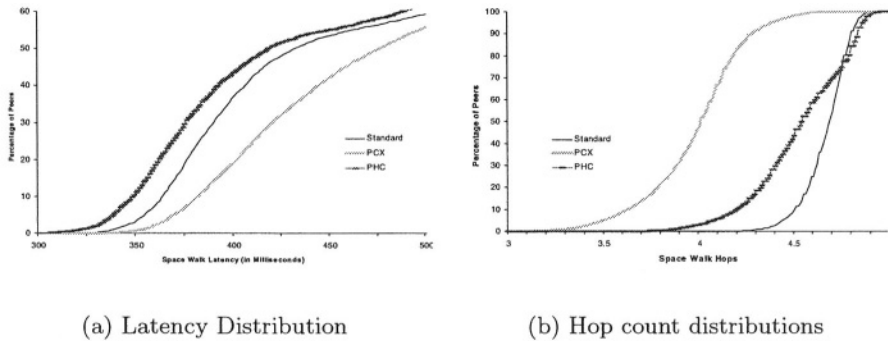 60
50
40
30
20
10
0
Percentage of Peers
300
350
400
450
500
Space Walk Latency (in Milliseconds)
Standard
PCX
PHC
(a) Latency Distribution
100
90
80
70
60
50
40
30
20
10
0
Percentage of Peers
3
3.5
4
4.5
Space Walk Hops
Standard
PCX
PHC
(b) Hop count distributions